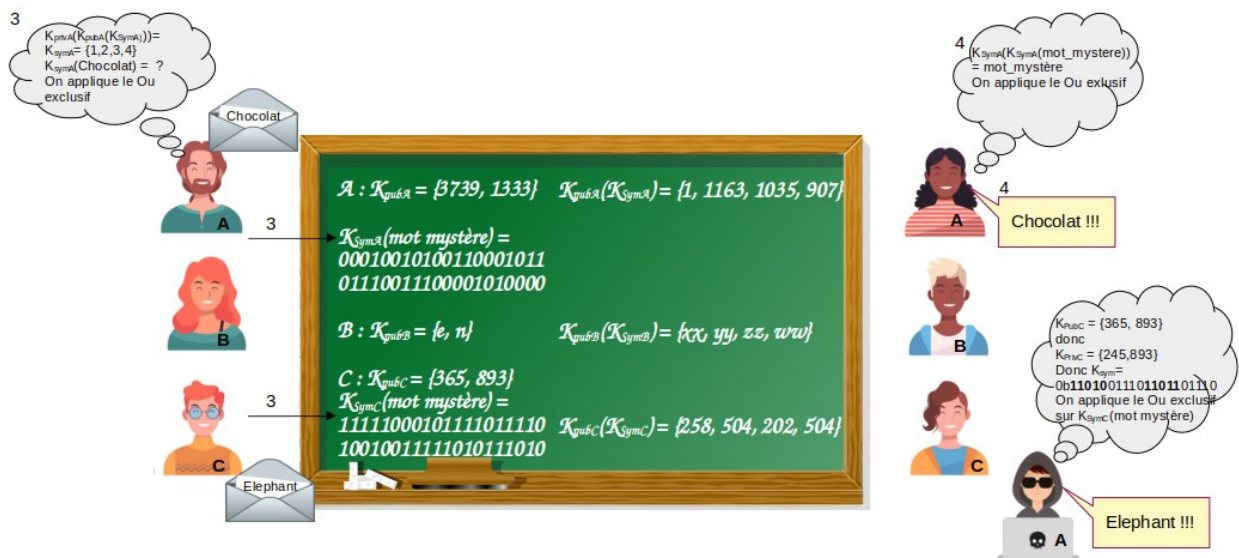 3
KprivA(KpubA(KSymA))=
KsymA= {1,2,3,4}
KsymA(Chocolat) = ?
On applique le Ou
exclusif
Chocolat
A
3
B
3
C
Elephant
A : KpubA = {3739, 1333} KpubA(KSymA) = {1, 1163, 1035, 907}
KSymA(mot mystère) =
00010010100110001011
01110011100001010000
B : KpubB = {e, n} KpubB(KSymB) = {xx, yy, zz, ww}
C : KpubC = {365, 893}
KSymC(mot mystère) =
11111000101111011110
10010011111010111010
KpubC(KSymC) = {258, 504, 202, 504}
4
KSymA(KSymA(mot_mystere))
= mot_mystère
On applique le Ou exlusif
4
A
Chocolat !!!
B
C
KPubC = {365, 893}
donc
KPrivC = {245,893}
Donc Ksym=
0b11010011101101101110
On applique le Ou exclusif
sur KSymC(mot mystère)
A
Elephant !!!